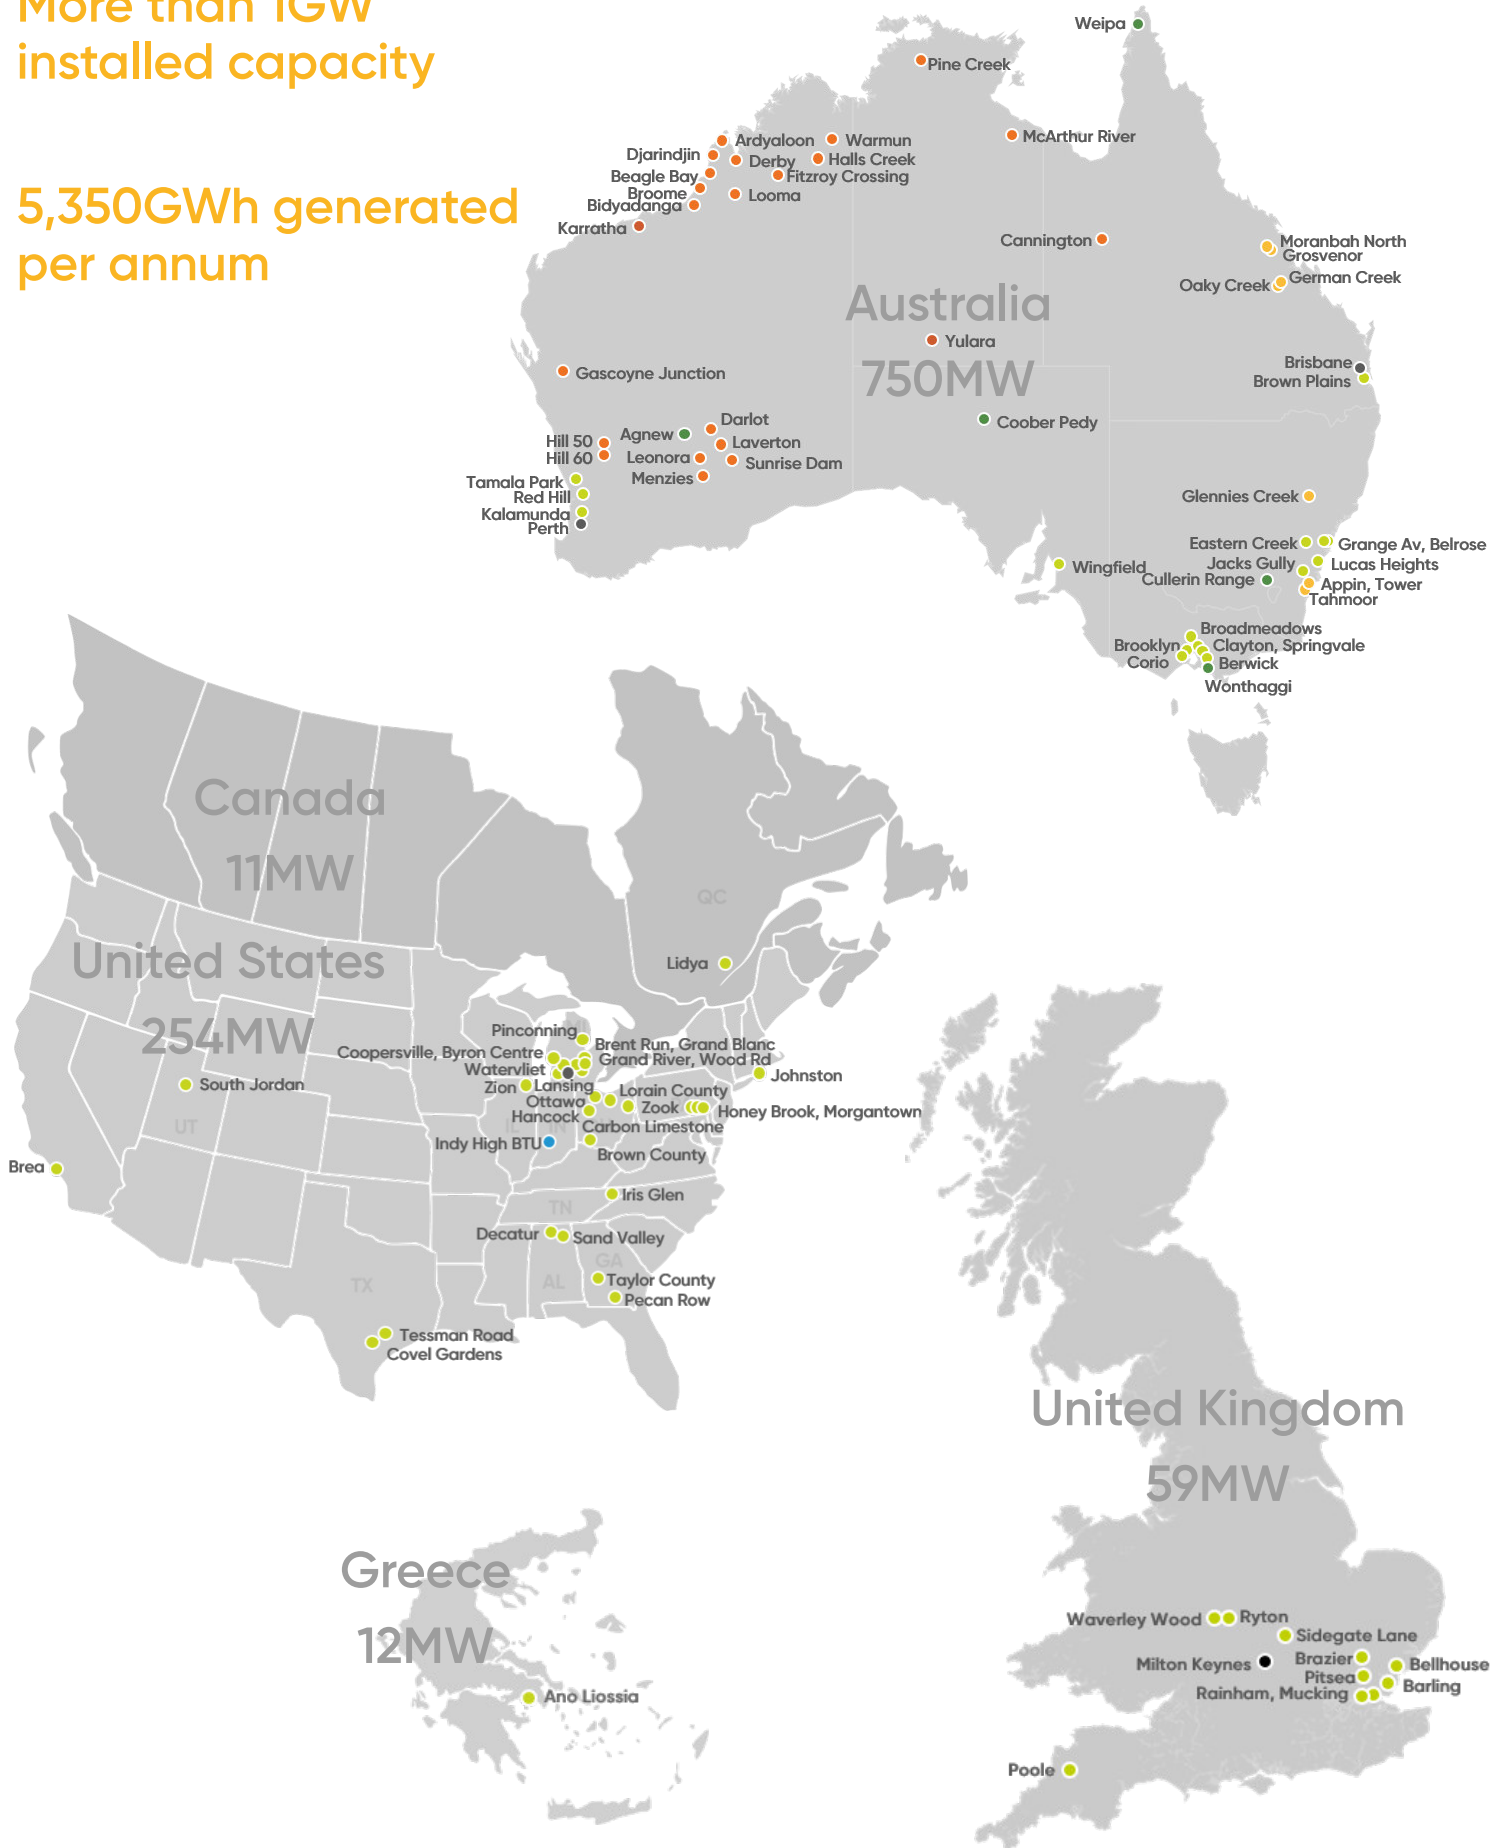 More than 1GW
installed capacity
5,350GWh generated
per annum
Weipa
Pine Creek
McArthur River
Ardyaloon
Warmun
Djarindjin
Derby
Halls Creek
Beagle Bay
Fitzroy Crossing
Broome
Looma
Bidyadanga
Karratha
Cannington
Moranbah North
Grosvenor
Oaky Creek
German Creek
Australia
750MW
Yulara
Gascoyne Junction
Brisbane
Brown Plains
Coober Pedy
Darlot
Agnew
Hill 50
Laverton
Hill 60
Leonora
Sunrise Dam
Menzies
Tamala Park
Red Hill
Kalamunda
Perth
Glennies Creek
Eastern Creek
Grange Av, Belrose
Jacks Gully
Lucas Heights
Wingfield
Cullerin Range
Appin, Tower
Tahmoor
Broadmeadows
Brooklyn
Clayton, Springvale
Corio
Berwick
Wonthaggi
Canada
11MW
QC
Lidya
United States
254MW
Pinconning
Brent Run, Grand Blanc
Coopersville, Byron Centre
Grand River, Wood Rd
Watervliet
Johnston
Zion
Lansing
South Jordan
Lorain County
Ottawa
Zook
Honey Brook, Morgantown
Hancock
UT
IL
IN
Carbon Limestone
Indy High BTU
Brown County
Brea
Iris Glen
TN
Decatur
Sand Valley
GA
TX
AL
Taylor County
Pecan Row
Tessman Road
Covel Gardens
United Kingdom
59MW
Waverley Wood
Ryton
Sidegate Lane
Milton Keynes
Brazier
Bellhouse
Pitsea
Barling
Rainham, Mucking
Poole
Greece
12MW
Ano Liossia